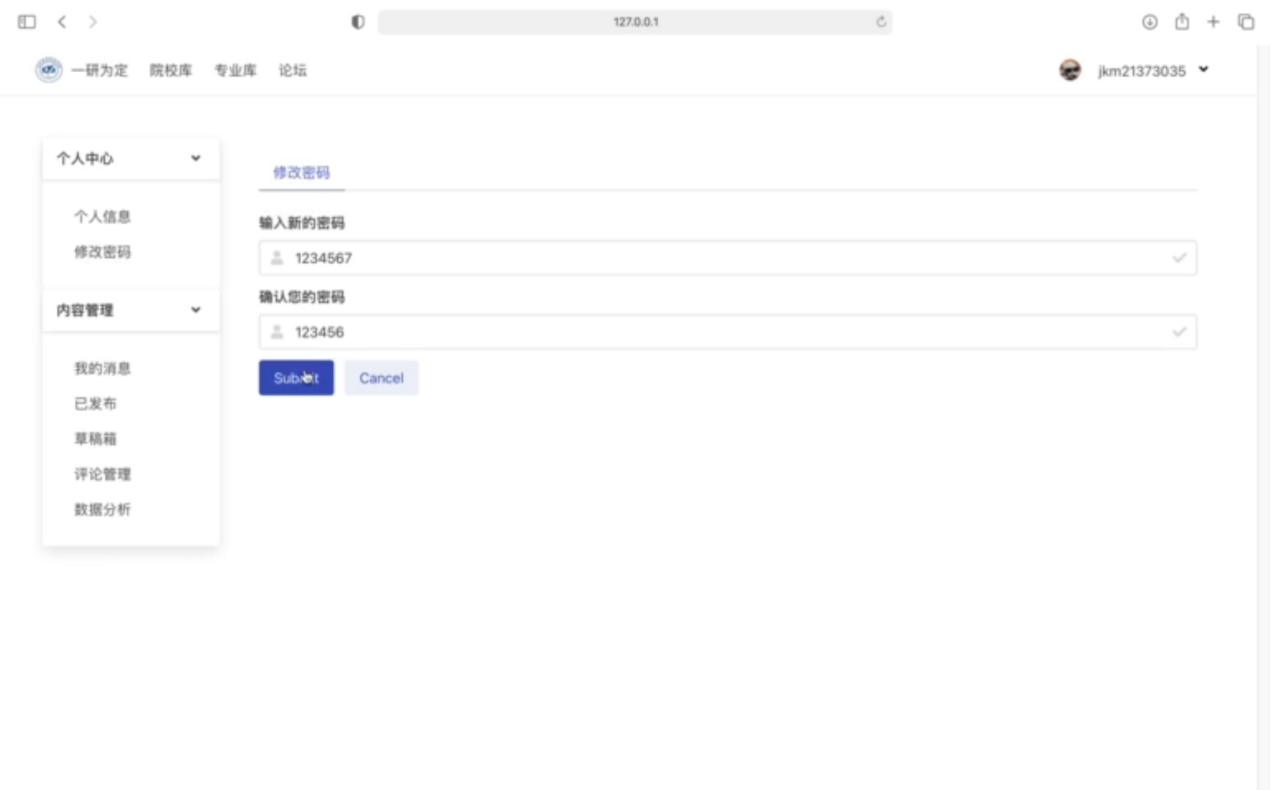 127.0.0.1
一研为定 院校库 专业库 论坛 jkm21373035
个人中心
个人信息
修改密码
内容管理
我的消息
已发布
草稿箱
评论管理
数据分析
修改密码
输入新的密码
1234567
确认您的密码
123456
Submit Cancel